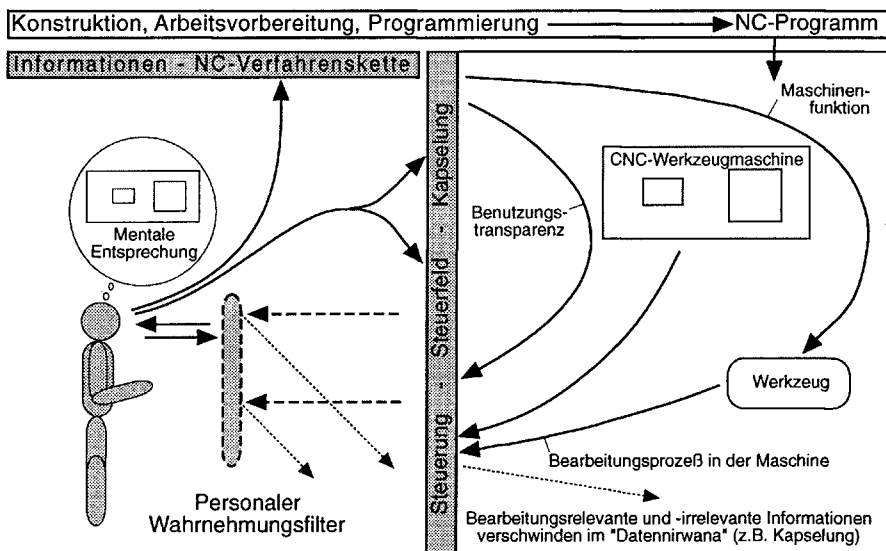 Konstruktion, Arbeitsvorbereitung, Programmierung NC-Programm
Informationen - NC-Verfahrenskette
Maschinen-
funktion
CNC-Werkzeugmaschine
Mentale
Entsprechung
Benutzungs-
transparenz
Steuerung - Steuerfeld - Kapselung
Werkzeug
Bearbeitungsprozeß in der Maschine
Personaler
Wahrnehmungsfilter
Bearbeitungsrelevante und -irrelevante Informationen
verschwinden im "Datennirwana" (z.B. Kapselung)